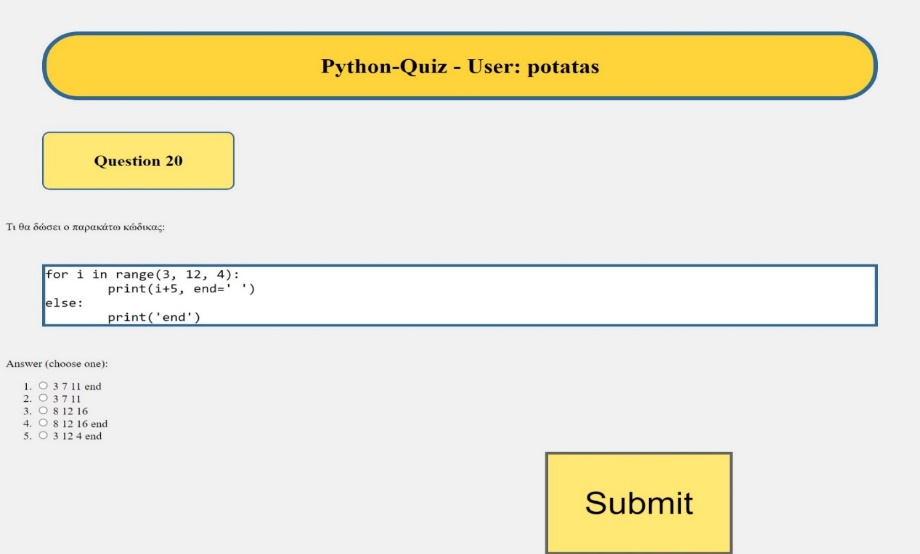 Python-Quiz - User: potatas
Question 20
Τι θα δώσει ο παρακάτω κώδικας:
for i in range(3, 12, 4):
        print(i+5, end=' ')
else:
        print('end')
Answer (choose one):
1. 3 7 11 end
2. 3 7 11
3. 8 12 16
4. 8 12 16 end
5. 3 12 4 end
Submit